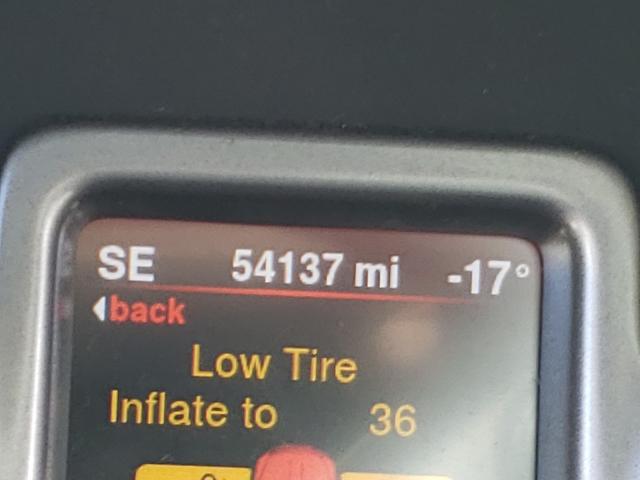 SE 54137 mi -17°
back
Low Tire
Inflate to 36